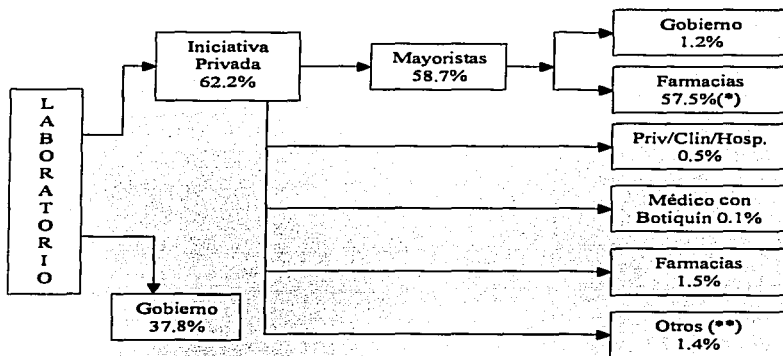 LABORATORIO
Iniciativa
Privada
62.2%
Mayoristas
58.7%
Gobierno
1.2%
Farmacias
57.5%(*)
Priv/Clin/Hosp.
0.5%
Médico con
Botiquín 0.1%
Farmacias
1.5%
Otros (**)
1.4%
Gobierno
37.8%